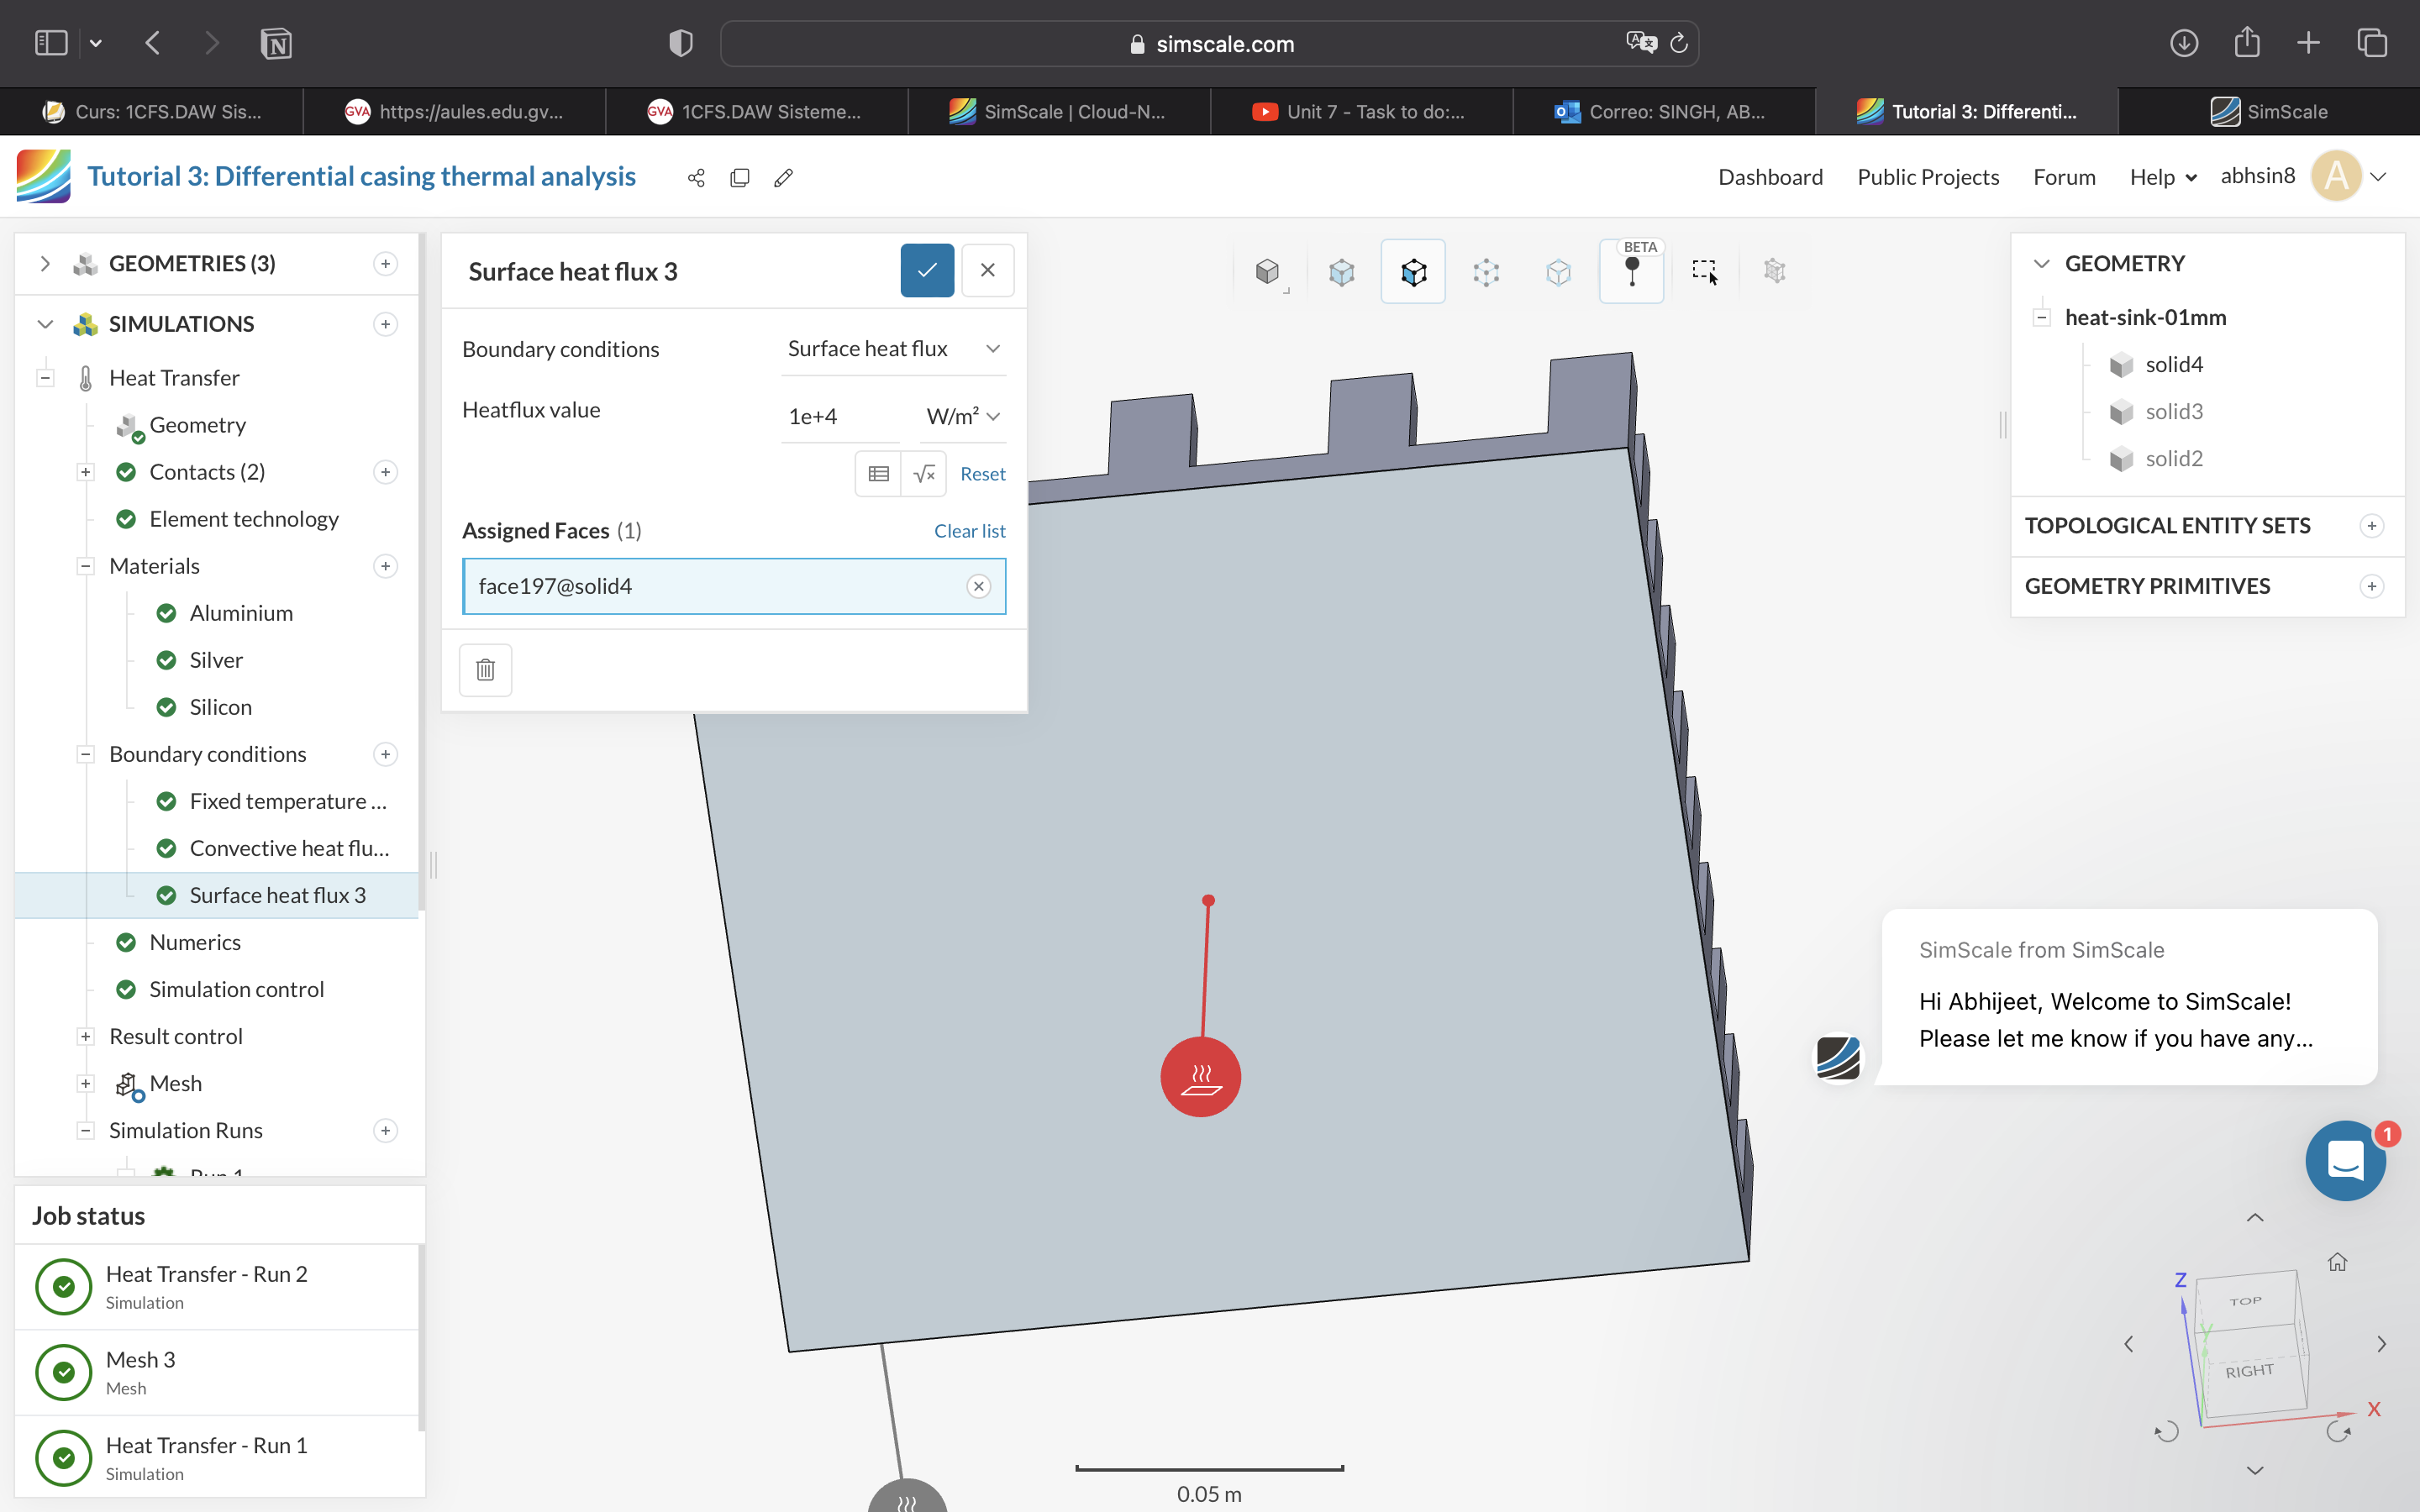 simscale.com
Curs: 1CFS.DAW Sis...
GVA
https://aules.edu.gv...
GVA
1CFS.DAW Sisteme...
SimScale | Cloud-N...
Unit 7 - Task to do:...
Correo: SINGH, AB...
Tutorial 3: Differenti...
SimScale
Tutorial 3: Differential casing thermal analysis
Dashboard
Public Projects
Forum
Help
abhsin8
A
GEOMETRIES (3)
SIMULATIONS
Heat Transfer
Geometry
Contacts (2)
Element technology
Materials
Aluminium
Silver
Silicon
Boundary conditions
Fixed temperature ...
Convective heat flu...
Surface heat flux 3
Numerics
Simulation control
Result control
Mesh
Simulation Runs
Run 1
Job status
Heat Transfer - Run 2
Simulation
Mesh 3
Mesh
Heat Transfer - Run 1
Simulation
Surface heat flux 3
Boundary conditions
Surface heat flux
Heatflux value
1e+4
W/m²
√x
Reset
Assigned Faces (1)
Clear list
face197@solid4
BETA
GEOMETRY
heat-sink-01mm
solid4
solid3
solid2
TOPOLOGICAL ENTITY SETS
GEOMETRY PRIMITIVES
SimScale from SimScale
Hi Abhijeet, Welcome to SimScale!
Please let me know if you have any...
1
Z
TOP
Y
RIGHT
X
0.05 m